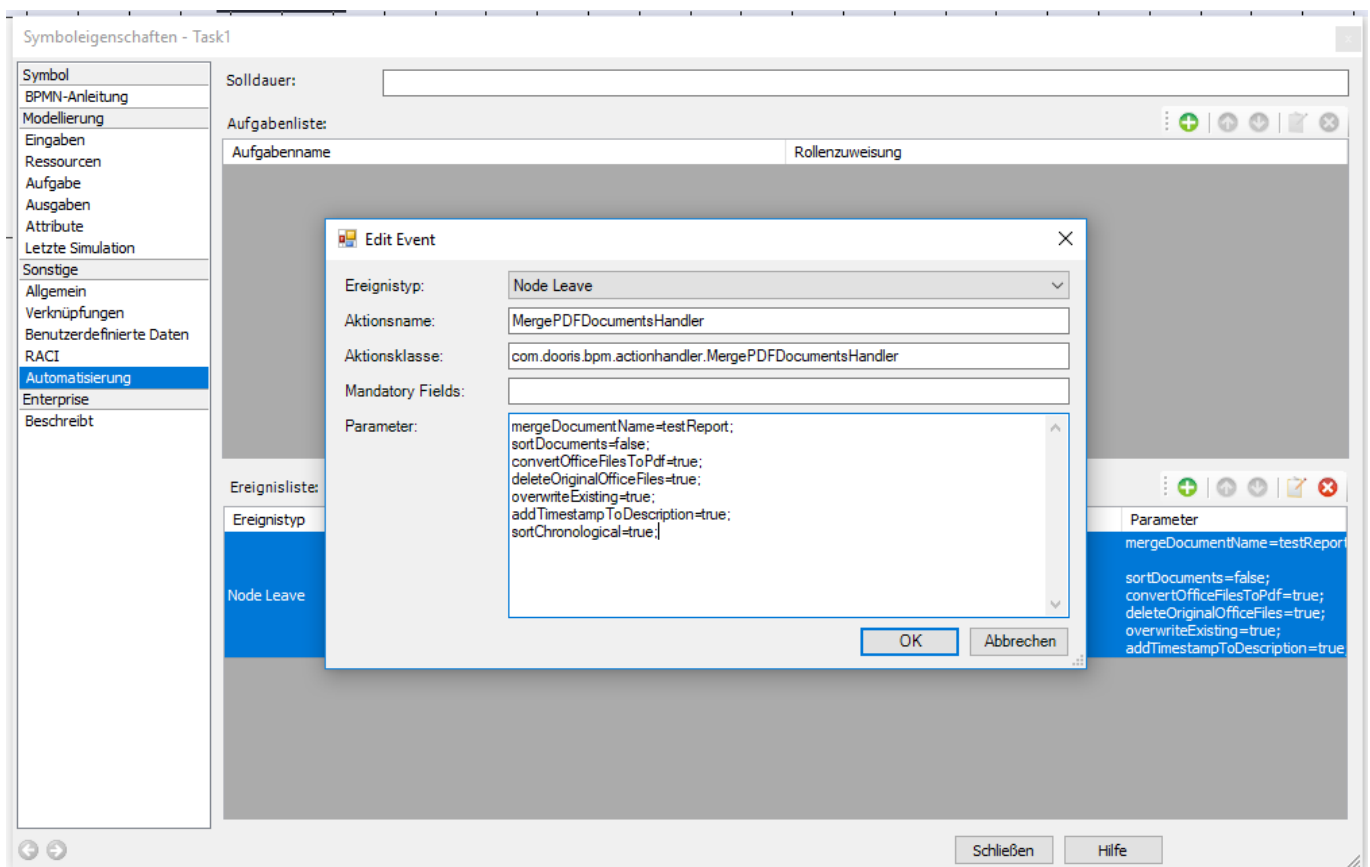 Symboleigenschaften - Task1
Symbol
BPMN-Anleitung
Modellierung
Eingaben
Ressourcen
Aufgabe
Ausgaben
Attribute
Letzte Simulation
Sonstige
Allgemein
Verknüpfungen
Benutzerdefinierte Daten
RACI
Automatisierung
Enterprise
Beschreibt
Solldauer:
Aufgabenliste:
Aufgabenname Rollenzuweisung
Edit Event
Ereignistyp: Node Leave
Aktionsname: MergePDFDocumentsHandler
Aktionsklasse: com.dooris.bpm.actionhandler.MergePDFDocumentsHandler
Mandatory Fields:
Parameter:
mergeDocumentName=testReport;
sortDocuments=false;
convertOfficeFilesToPdf=true;
deleteOriginalOfficeFiles=true;
overwriteExisting=true;
addTimestampToDescription=true;
sortChronological=true;
OK Abbrechen
Ereignisliste:
Ereignistyp Parameter
Node Leave
mergeDocumentName=testReport
sortDocuments=false;
convertOfficeFilesToPdf=true;
deleteOriginalOfficeFiles=true;
overwriteExisting=true;
addTimestampToDescription=true
Schließen Hilfe